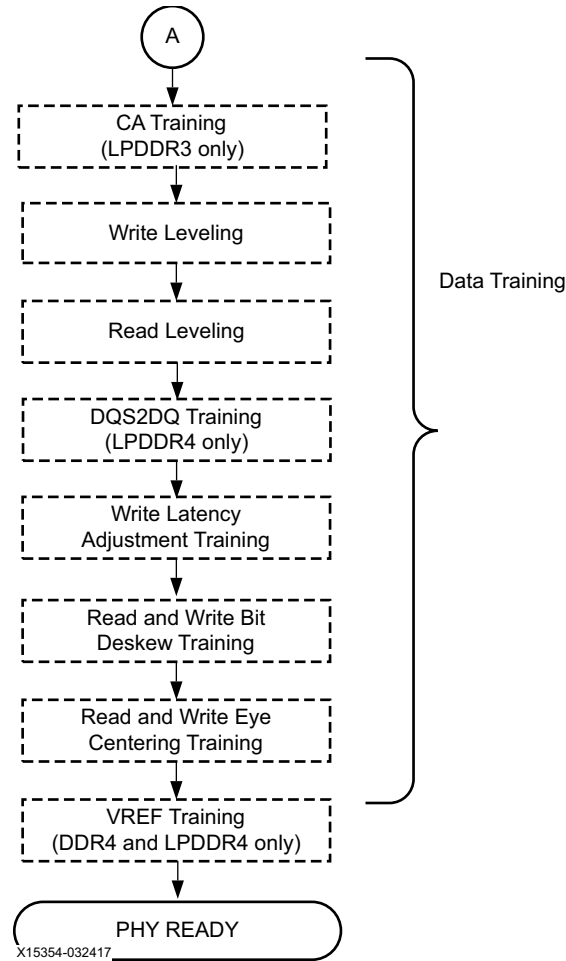 A
CA Training
(LPDDR3 only)
Write Leveling
Data Training
Read Leveling
DQS2DQ Training
(LPDDR4 only)
Write Latency
Adjustment Training
Read and Write Bit
Deskew Training
Read and Write Eye
Centering Training
VREF Training
(DDR4 and LPDDR4 only)
PHY READY
X15354-032417